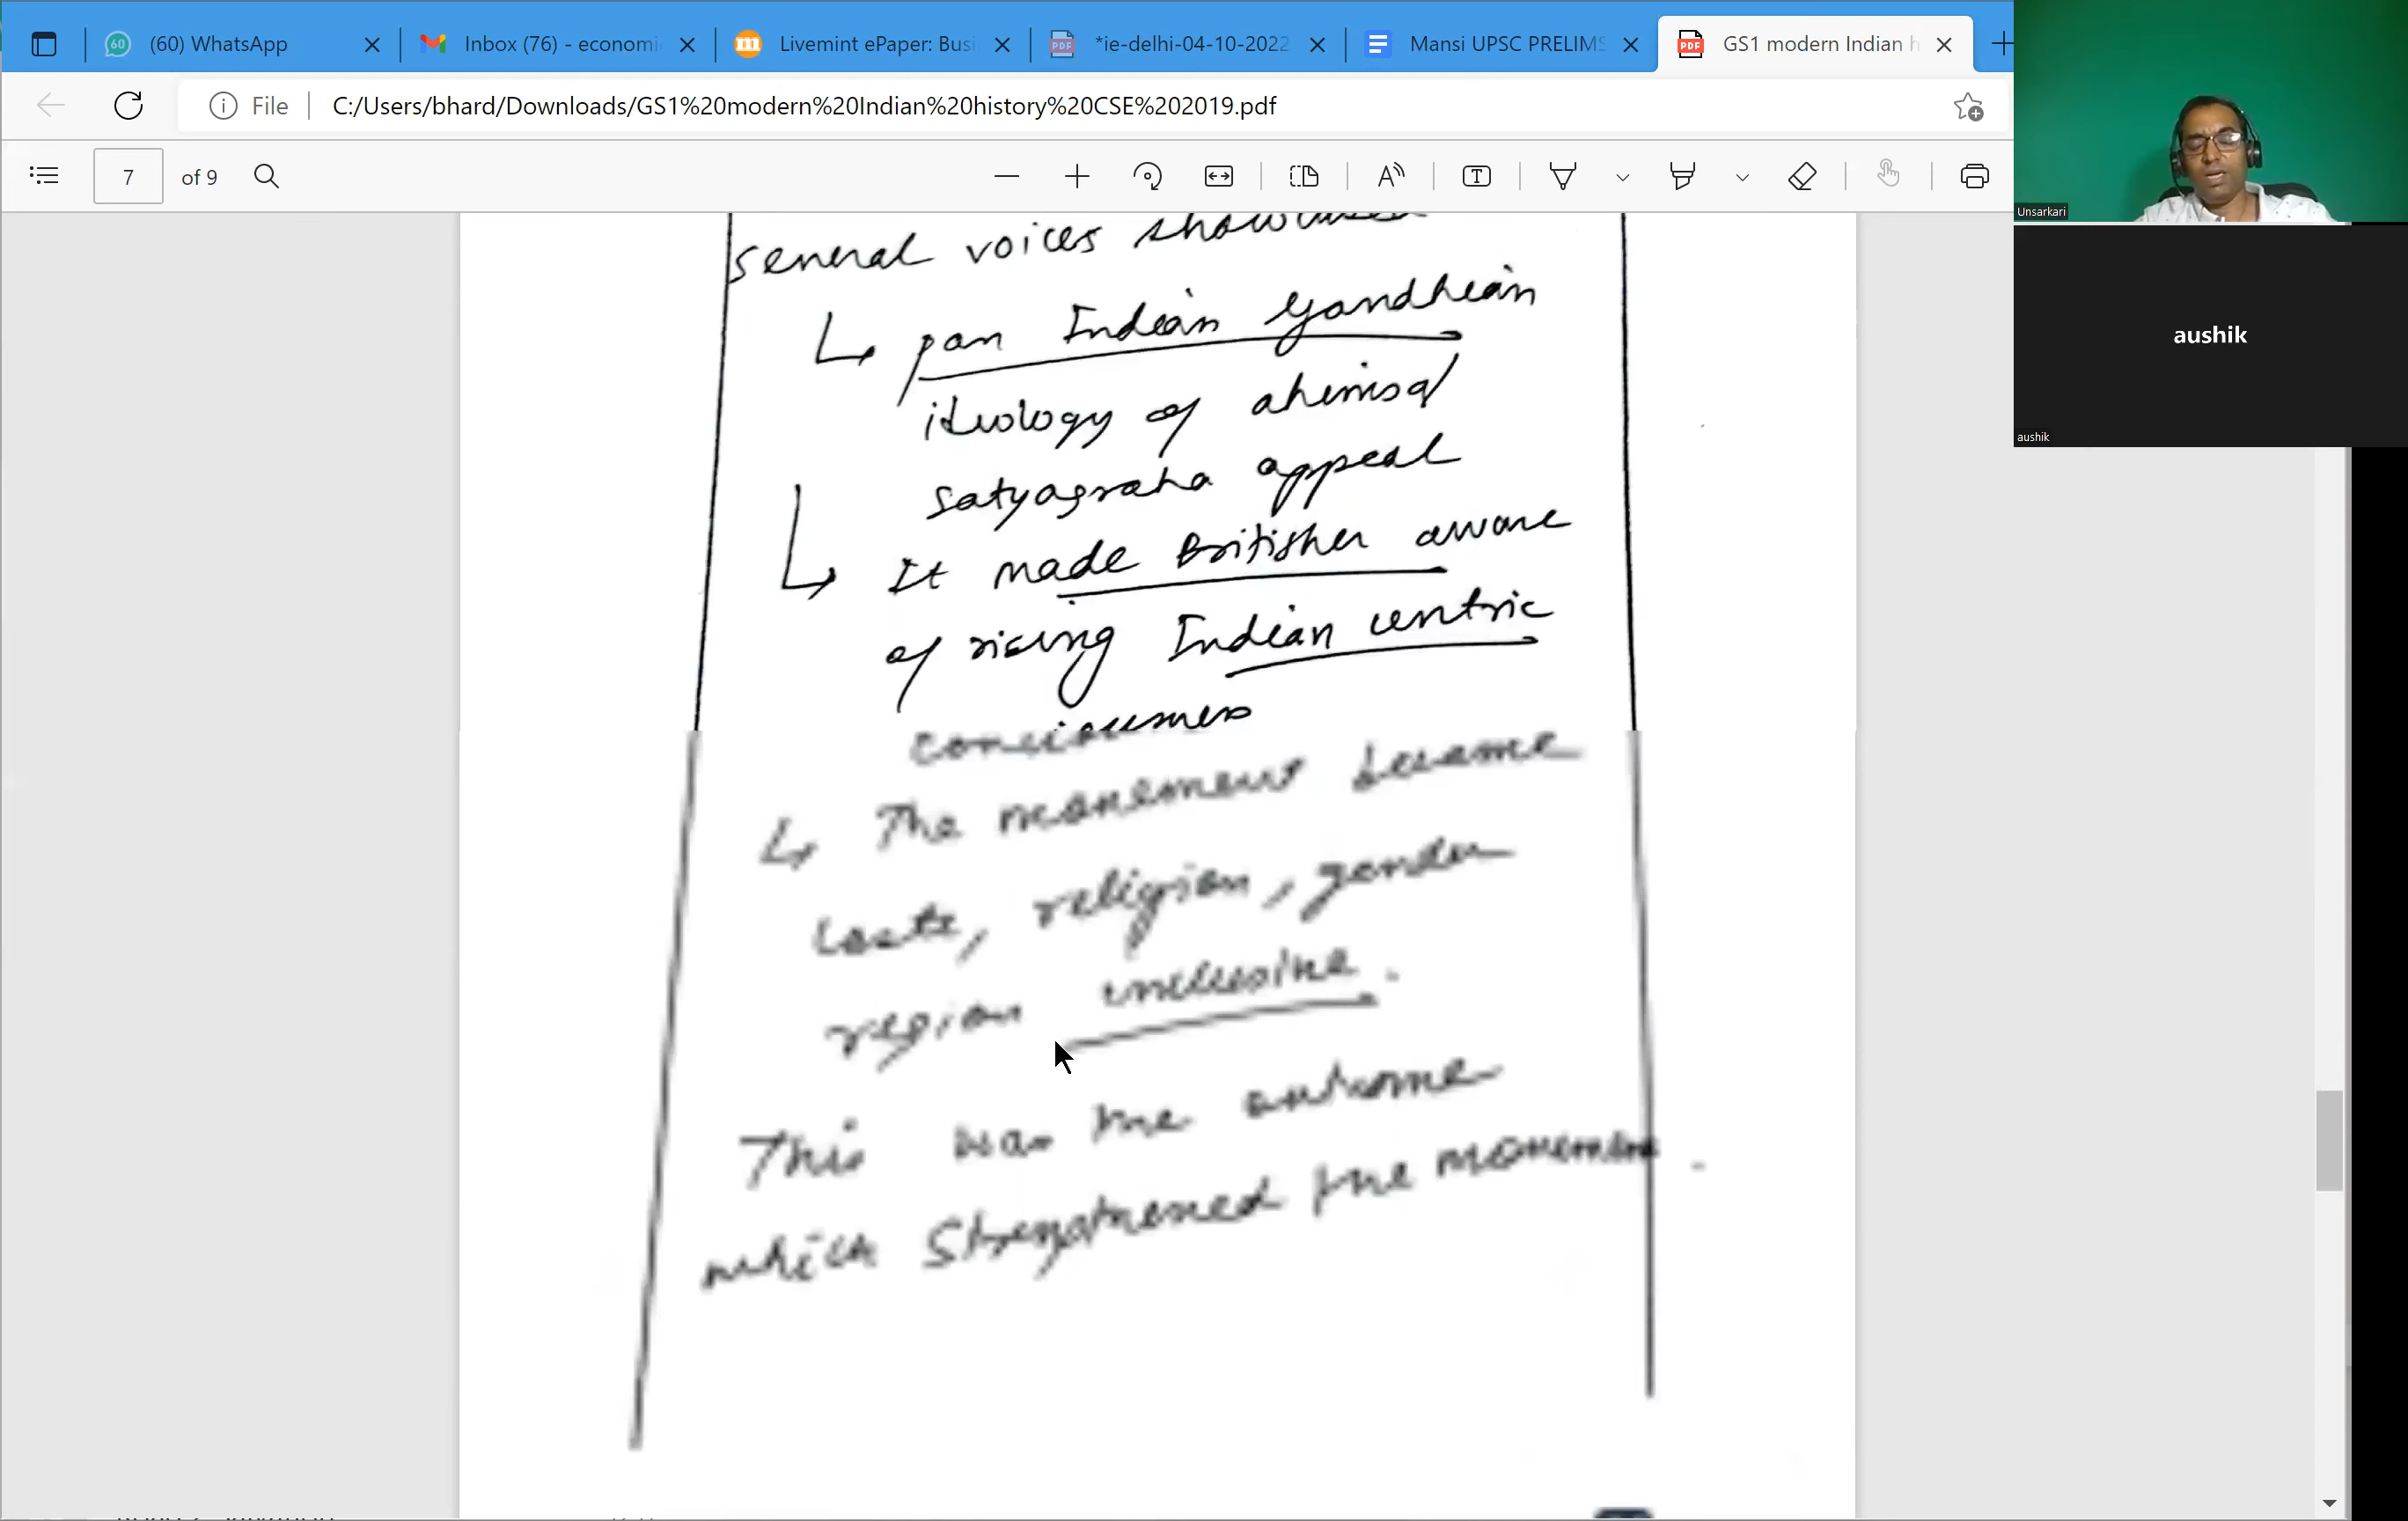 (60) WhatsApp
Inbox (76) - economi
Livemint ePaper: Busi
*ie-delhi-04-10-2022
Mansi UPSC PRELIMS
GS1 modern Indian h
File
C:/Users/bhard/Downloads/GS1%20modern%20Indian%20history%20CSE%202019.pdf
7 of 9
Unsarkari
aushik
aushik
several voices
↳ pan Indian Gandhian
ideology of ahimsa
satyagraha appeal
↳ It made Britisher aware
of rising Indian centric
conciousness
↳ The movement became
caste, religion, gender
region inclusive.
This was the outcome
which strengthened the movement.